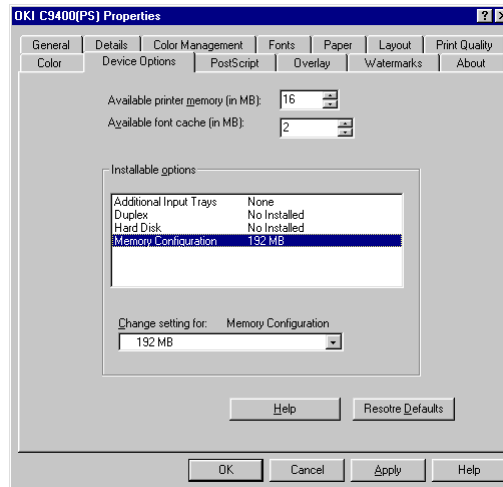 OKI C9400(PS) Properties
General Details Color Management Fonts Paper Layout Print Quality
Color Device Options PostScript Overlay Watermarks About
Available printer memory (in MB): 16
Available font cache (in MB): 2
Installable options
Additional Input Trays None
Duplex No Installed
Hard Disk No Installed
Memory Configuration 192 MB
Change setting for: Memory Configuration
192 MB
Help Resotre Defaults
OK Cancel Apply Help